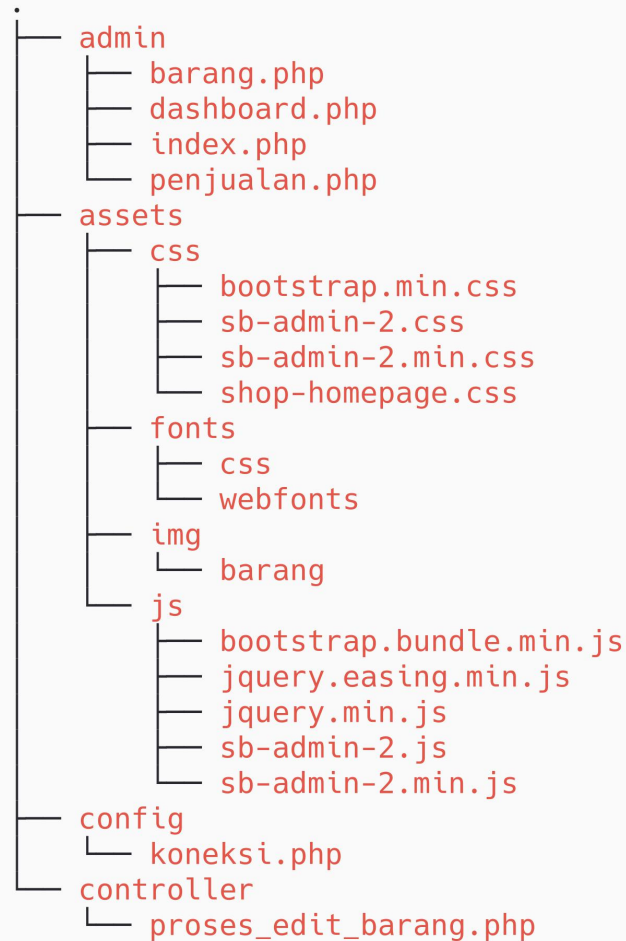 .
admin
barang.php
dashboard.php
index.php
penjualan.php
assets
css
bootstrap.min.css
sb-admin-2.css
sb-admin-2.min.css
shop-homepage.css
fonts
css
webfonts
img
barang
js
bootstrap.bundle.min.js
jquery.easing.min.js
jquery.min.js
sb-admin-2.js
sb-admin-2.min.js
config
koneksi.php
controller
proses_edit_barang.php